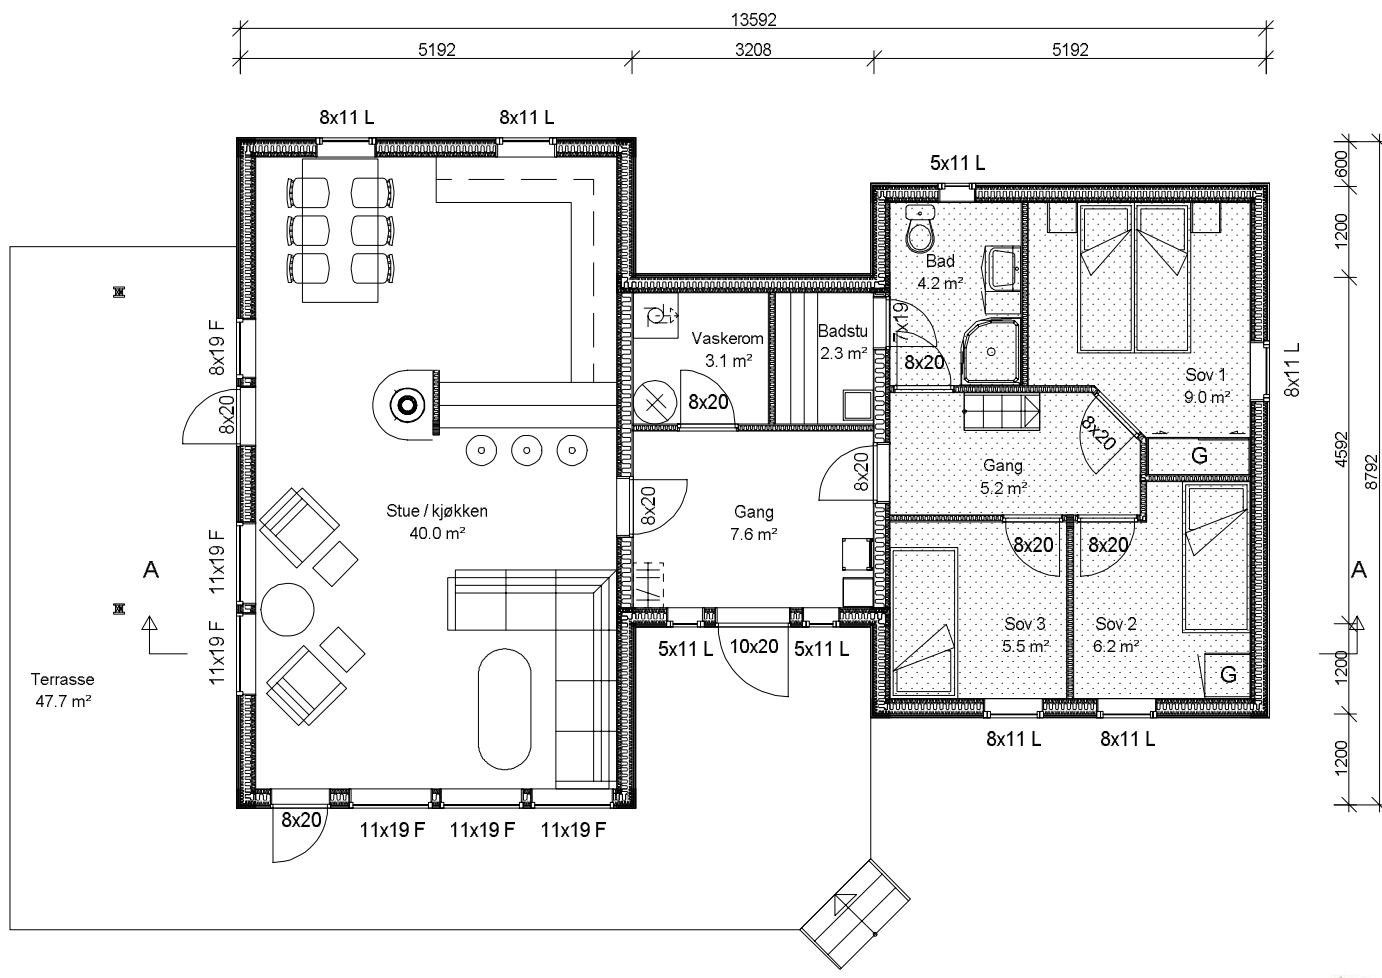 13592
5192
3208
5192
8x11 L
8x11 L
5x11 L
600
1200
4592
8792
1200
1200
Bad
4.2 m²
7x19
8x19 F
Vaskerom
3.1 m²
Badstu
2.3 m²
8x20
Sov 1
9.0 m²
8x11 L
8x20
8x20
8x20
G
Gang
5.2 m²
8x20
8x20
Stue / kjøkken
40.0 m²
Gang
7.6 m²
11x19 F
8x20
8x20
A
A
11x19 F
Sov 3
5.5 m²
Sov 2
6.2 m²
5x11 L
10x20
5x11 L
G
Terrasse
47.7 m²
8x11 L
8x11 L
8x20
11x19 F
11x19 F
11x19 F